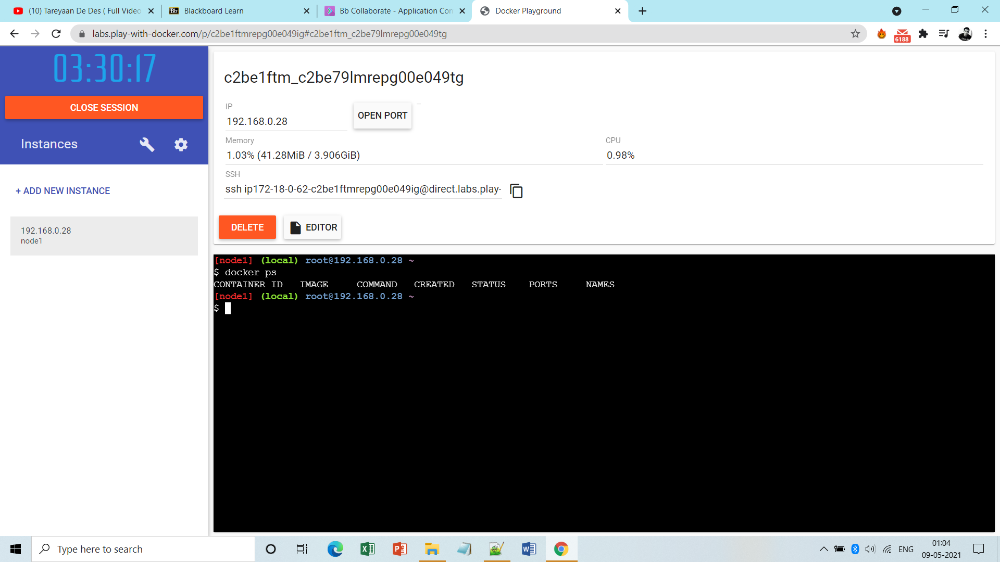 (10) Tareyaan De Des ( Full Video
Blackboard Learn
Bb Collaborate - Application Con
Docker Playground
labs.play-with-docker.com/p/c2be1ftmrepg00e049ig#c2be1ftm_c2be79lmrepg00e049tg
6188
03:30:17
CLOSE SESSION
Instances
+ ADD NEW INSTANCE
192.168.0.28
node1
c2be1ftm_c2be79lmrepg00e049tg
IP
192.168.0.28
OPEN PORT
Memory
1.03% (41.28MiB / 3.906GiB)
CPU
0.98%
SSH
ssh ip172-18-0-62-c2be1ftmrepg00e049ig@direct.labs.play-
DELETE
EDITOR
[node1] (local) root@192.168.0.28 ~
$ docker ps
CONTAINER ID IMAGE COMMAND CREATED STATUS PORTS NAMES
[node1] (local) root@192.168.0.28 ~
$
Type here to search
ENG
01:04
09-05-2021